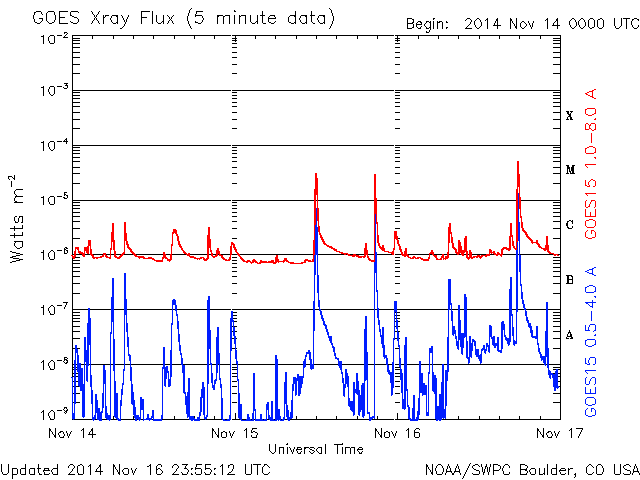 GOES Xray Flux (5 minute data)
Begin: 2014 Nov 14 0000 UTC
10-2
10-3
10-4
10-5
10-6
10-7
10-8
10-9
Watts m-2
X
M
C
B
A
GOES15 1.0-8.0 A
GOES15 0.5-4.0 A
Nov 14
Nov 15
Nov 16
Nov 17
Universal Time
Updated 2014 Nov 16 23:55:12 UTC
NOAA/SWPC Boulder, CO USA